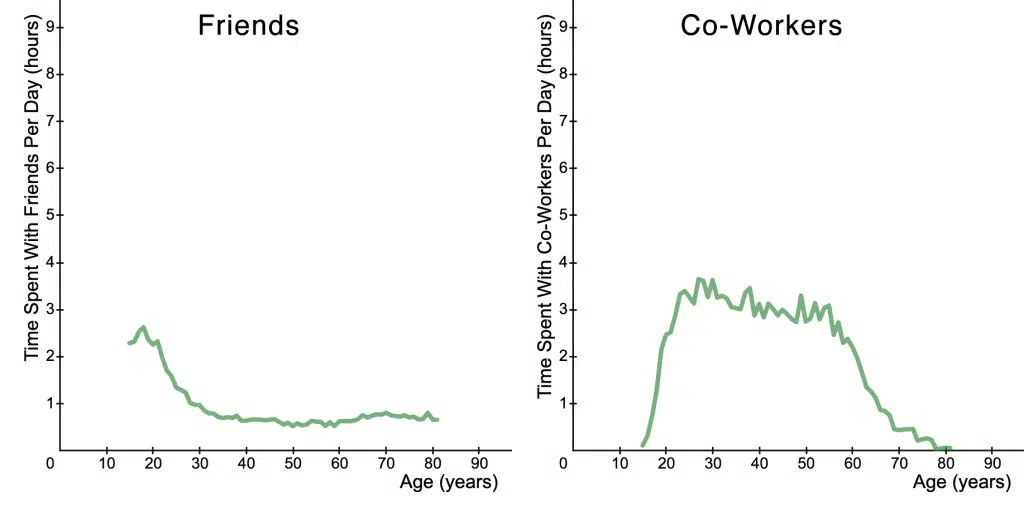 Friends
Time Spent With Friends Per Day (hours)
9
8
7
6
5
4
3
2
1
0 10 20 30 40 50 60 70 80 90
Age (years)
Co-Workers
Time Spent With Co-Workers Per Day (hours)
9
8
7
6
5
4
3
2
1
0 10 20 30 40 50 60 70 80 90
Age (years)